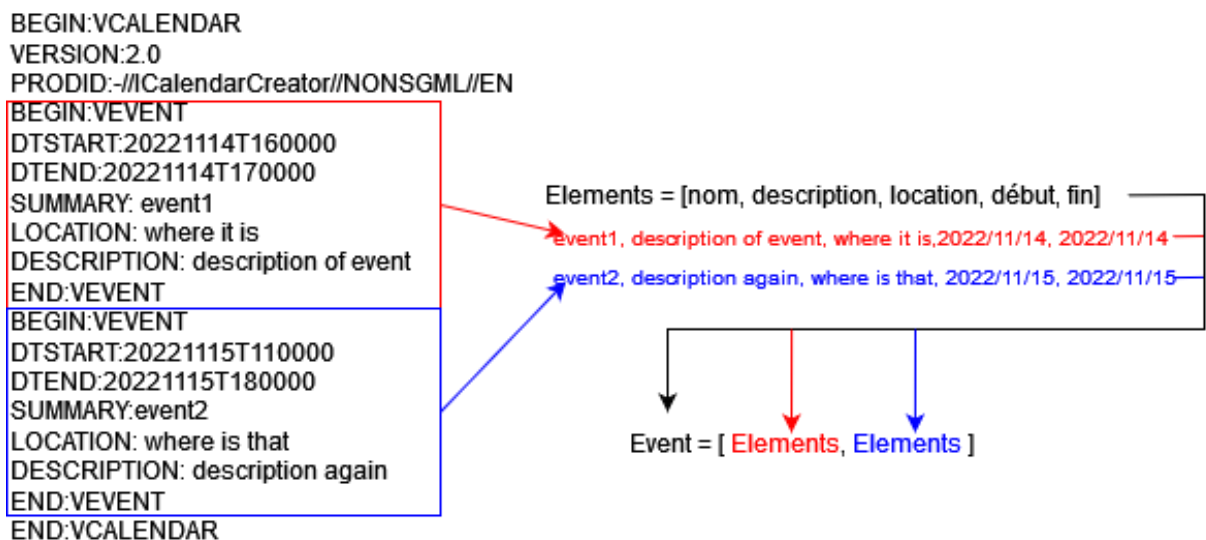 BEGIN:VCALENDAR
VERSION:2.0
PRODID:-//ICalendarCreator//NONSGML//EN
BEGIN:VEVENT
DTSTART:20221114T160000
DTEND:20221114T170000
SUMMARY: event1
LOCATION: where it is
DESCRIPTION: description of event
END:VEVENT
BEGIN:VEVENT
DTSTART:20221115T110000
DTEND:20221115T180000
SUMMARY:event2
LOCATION: where is that
DESCRIPTION: description again
END:VEVENT
END:VCALENDAR
Elements = [nom, description, location, début, fin]
event1, description of event, where it is,2022/11/14, 2022/11/14
event2, description again, where is that, 2022/11/15, 2022/11/15
Event = [ Elements, Elements ]